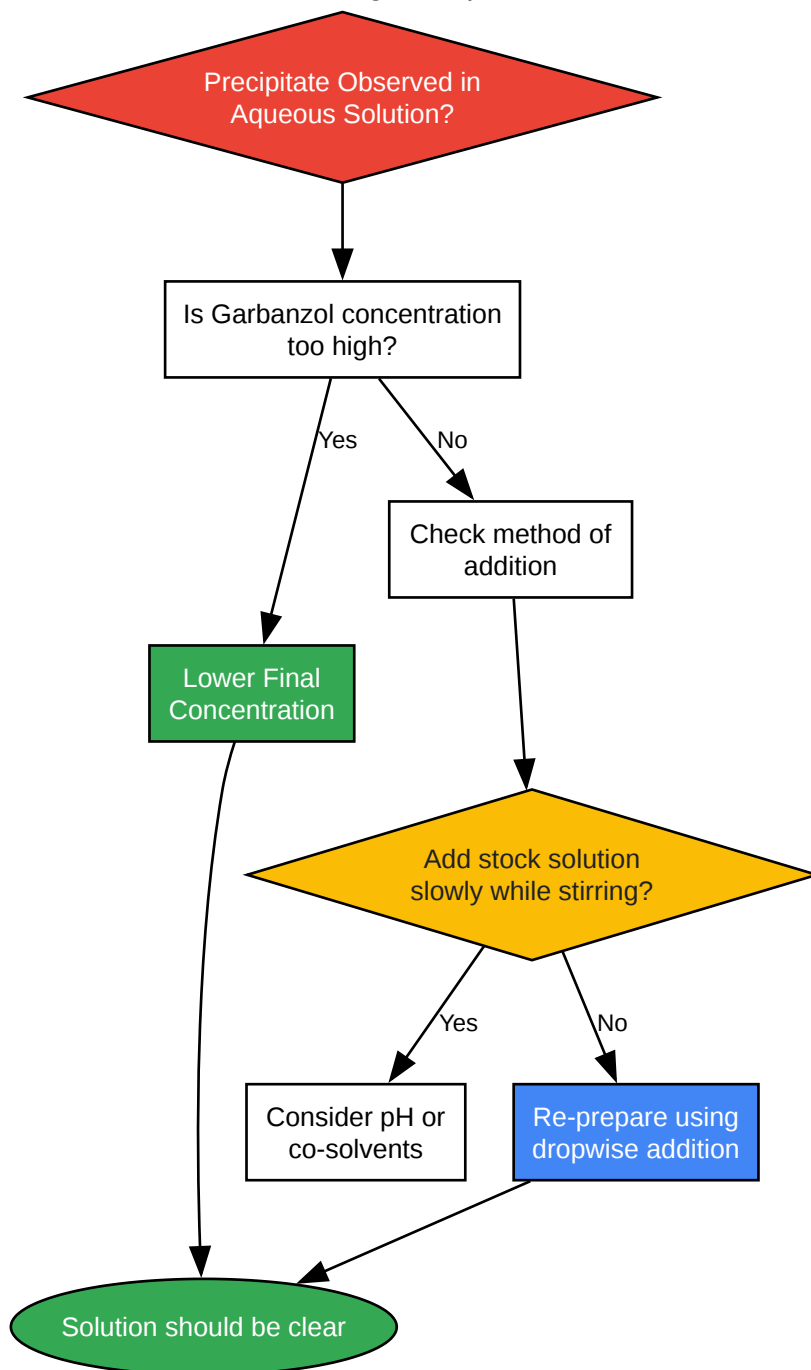 Precipitate Observed in
Aqueous Solution?
Is Garbanzol concentration
too high?
Yes
No
Check method of
addition
Lower Final
Concentration
Add stock solution
slowly while stirring?
Yes
No
Consider pH or
co-solvents
Re-prepare using
dropwise addition
Solution should be clear